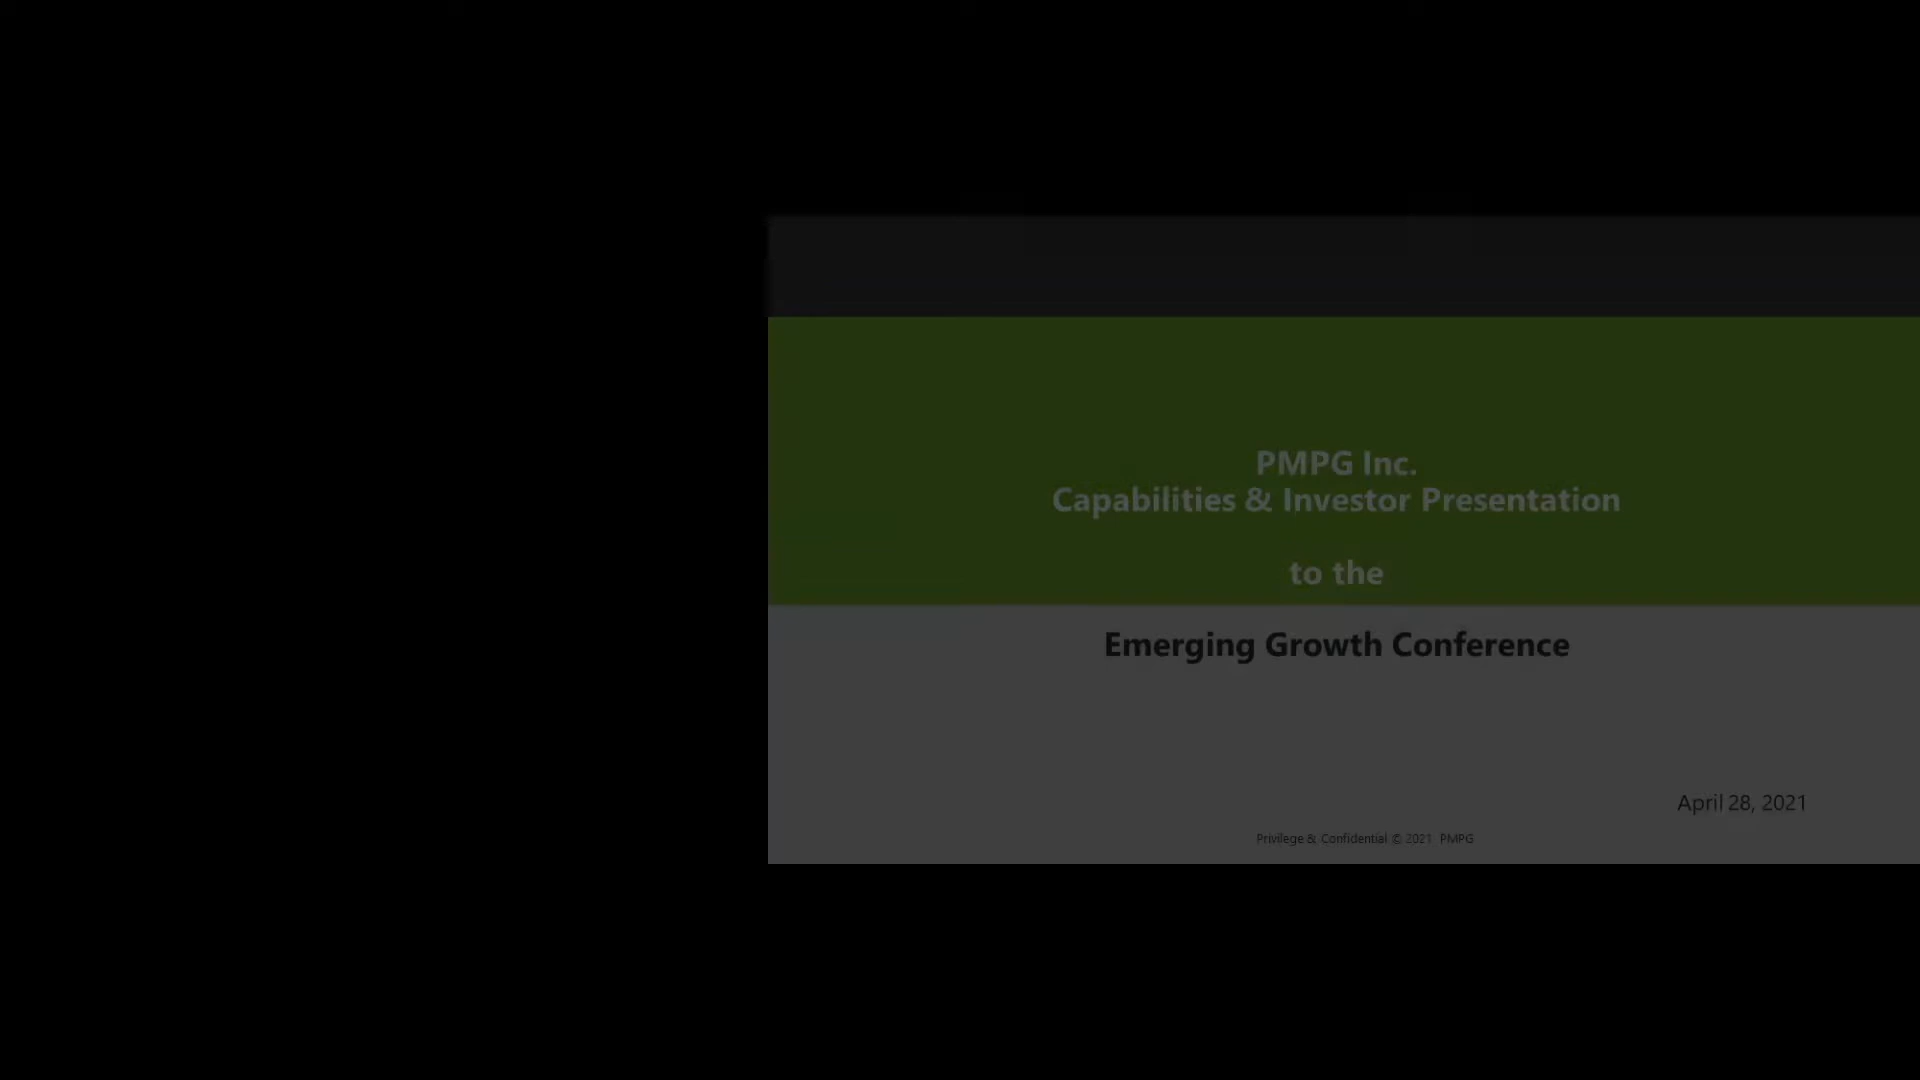 PMPG Inc.
Capabilities & Investor Presentation
to the
Emerging Growth Conference
April 28, 2021
Privilege & Confidential © 2021 PMPG